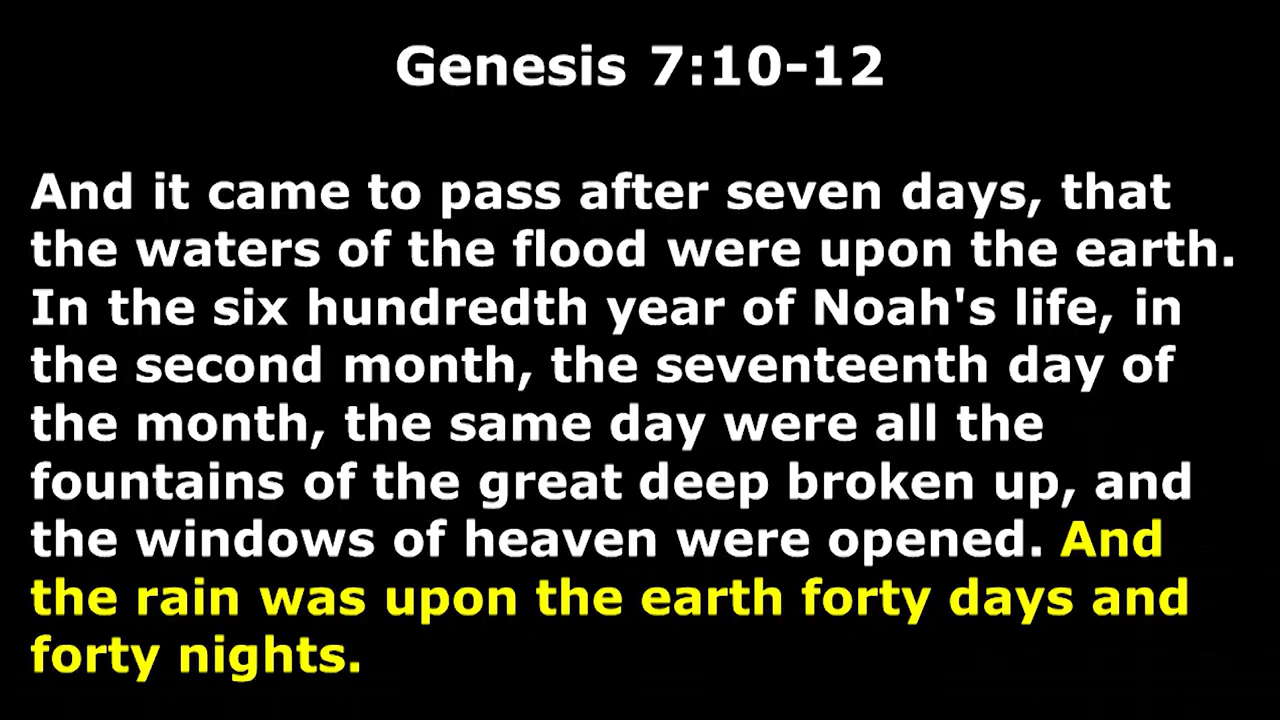 Genesis 7:10-12
And it came to pass after seven days, that
the waters of the flood were upon the earth.
In the six hundredth year of Noah's life, in
the second month, the seventeenth day of
the month, the same day were all the
fountains of the great deep broken up, and
the windows of heaven were opened. And
the rain was upon the earth forty days and
forty nights.